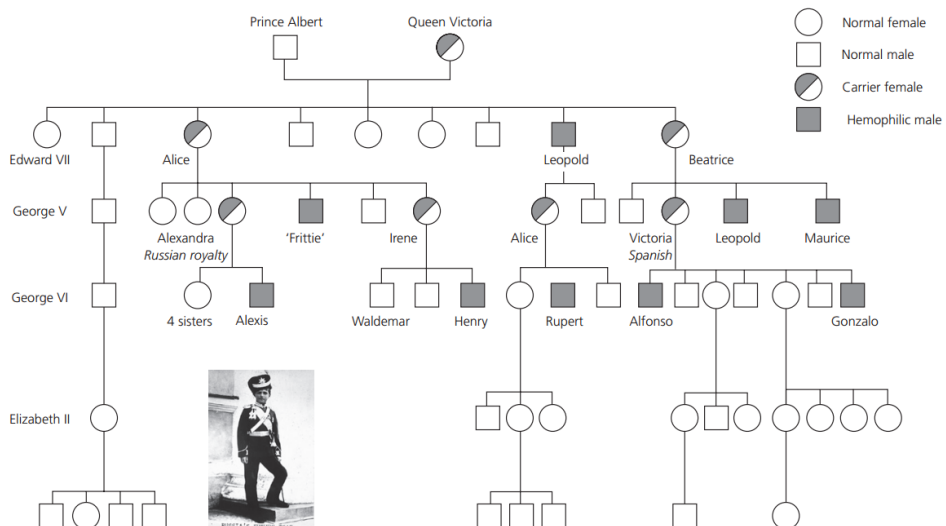 Prince Albert
Queen Victoria
Normal female
Normal male
Carrier female
Hemophilic male
Edward VII
Alice
Leopold
Beatrice
George V
Alexandra
Russian royalty
'Frittie'
Irene
Alice
Victoria
Spanish
Leopold
Maurice
George VI
4 sisters
Alexis
Waldemar
Henry
Rupert
Alfonso
Gonzalo
Elizabeth II